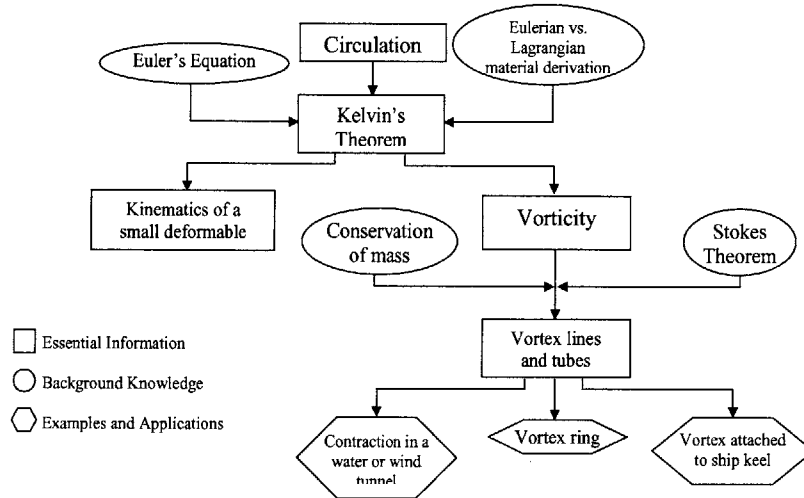 Circulation
Euler's Equation
Eulerian vs.
Lagrangian
material derivation
Kelvin's
Theorem
Kinematics of a
small deformable
Vorticity
Conservation
of mass
Stokes
Theorem
Vortex lines
and tubes
Essential Information
Background Knowledge
Examples and Applications
Contraction in a
water or wind
tunnel
Vortex ring
Vortex attached
to ship keel